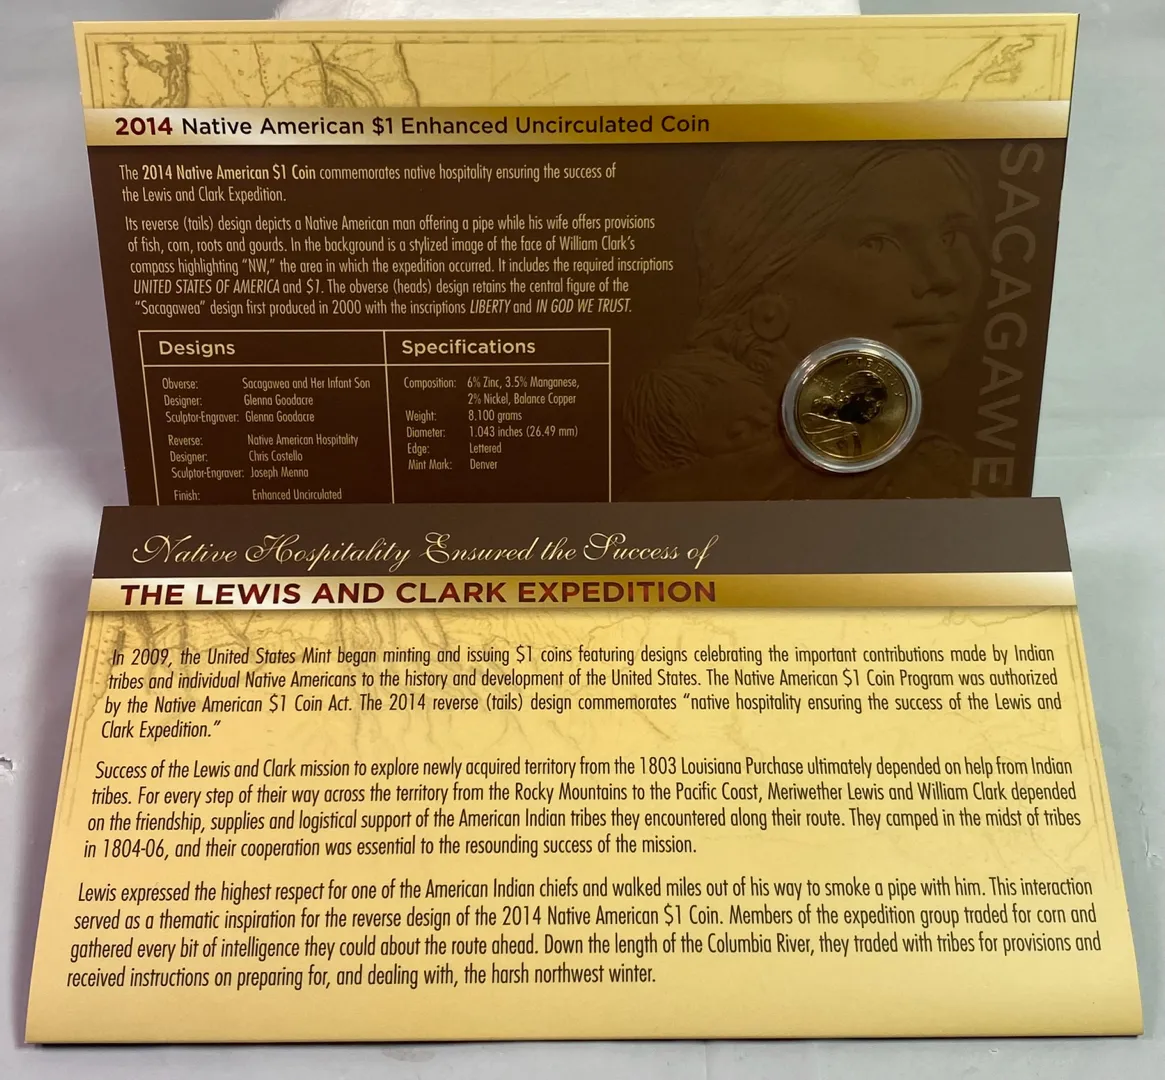 2014 Native American $1 Enhanced Uncirculated Coin
The 2014 Native American $1 Coin commemorates native hospitality ensuring the success of
the Lewis and Clark Expedition.
Its reverse (tails) design depicts a Native American man offering a pipe while his wife offers provisions
of fish, corn, roots and gourds. In the background is a stylized image of the face of William Clark's
compass highlighting "NW," the area in which the expedition occurred. It includes the required inscriptions
UNITED STATES OF AMERICA and $1. The obverse (heads) design retains the central figure of the
"Sacagawea" design first produced in 2000 with the inscriptions LIBERTY and IN GOD WE TRUST.
Designs
Obverse: Sacagawea and Her Infant Son
Designer: Glenna Goodacre
Sculptor-Engraver: Glenna Goodacre
Reverse: Native American Hospitality
Designer: Chris Costello
Sculptor-Engraver: Joseph Menna
Finish: Enhanced Uncirculated
Specifications
Composition: 6% Zinc, 3.5% Manganese,
2% Nickel, Balance Copper
Weight: 8.100 grams
Diameter: 1.043 inches (26.49 mm)
Edge: Lettered
Mint Mark: Denver
SACAGAWEA
LIBERTY
Native Hospitality Ensured the Success of
THE LEWIS AND CLARK EXPEDITION
In 2009, the United States Mint began minting and issuing $1 coins featuring designs celebrating the important contributions made by Indian
tribes and individual Native Americans to the history and development of the United States. The Native American $1 Coin Program was authorized
by the Native American $1 Coin Act. The 2014 reverse (tails) design commemorates "native hospitality ensuring the success of the Lewis and
Clark Expedition."
Success of the Lewis and Clark mission to explore newly acquired territory from the 1803 Louisiana Purchase ultimately depended on help from Indian
tribes. For every step of their way across the territory from the Rocky Mountains to the Pacific Coast, Meriwether Lewis and William Clark depended
on the friendship, supplies and logistical support of the American Indian tribes they encountered along their route. They camped in the midst of tribes
in 1804-06, and their cooperation was essential to the resounding success of the mission.
Lewis expressed the highest respect for one of the American Indian chiefs and walked miles out of his way to smoke a pipe with him. This interaction
served as a thematic inspiration for the reverse design of the 2014 Native American $1 Coin. Members of the expedition group traded for corn and
gathered every bit of intelligence they could about the route ahead. Down the length of the Columbia River, they traded with tribes for provisions and
received instructions on preparing for, and dealing with, the harsh northwest winter.